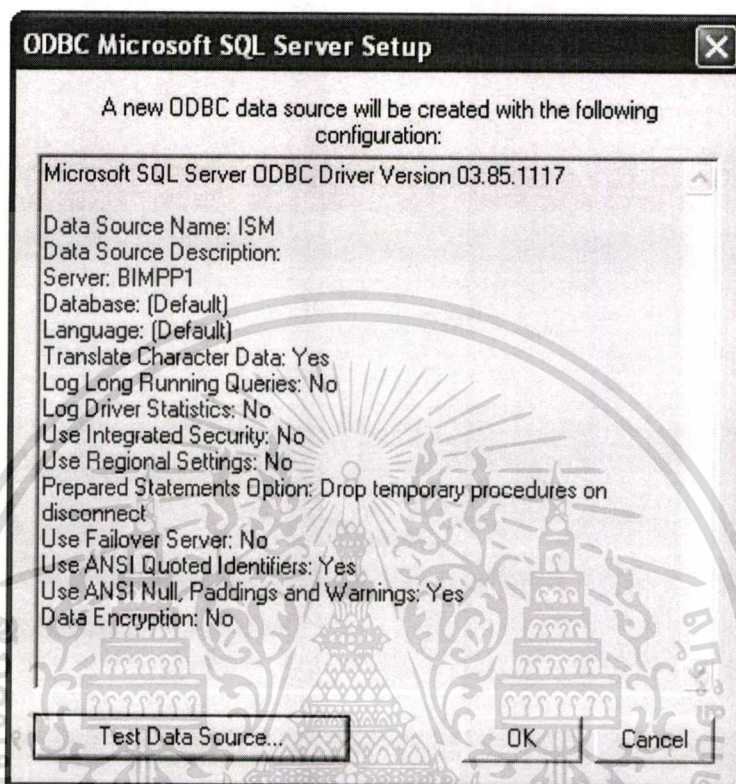 ODBC Microsoft SQL Server Setup
A new ODBC data source will be created with the following
configuration:
Microsoft SQL Server ODBC Driver Version 03.85.1117
Data Source Name: ISM
Data Source Description:
Server: BIMPP1
Database: (Default)
Language: (Default)
Translate Character Data: Yes
Log Long Running Queries: No
Log Driver Statistics: No
Use Integrated Security: No
Use Regional Settings: No
Prepared Statements Option: Drop temporary procedures on
disconnect
Use Failover Server: No
Use ANSI Quoted Identifiers: Yes
Use ANSI Null, Paddings and Warnings: Yes
Data Encryption: No
Test Data Source...
OK
Cancel